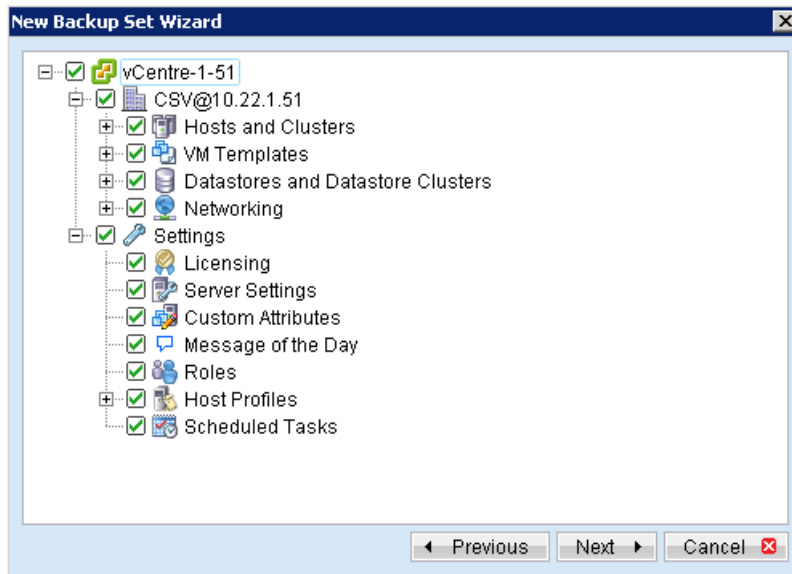 New Backup Set Wizard
vCentre-1-51
CSV@10.22.1.51
Hosts and Clusters
VM Templates
Datastores and Datastore Clusters
Networking
Settings
Licensing
Server Settings
Custom Attributes
Message of the Day
Roles
Host Profiles
Scheduled Tasks
Previous Next Cancel